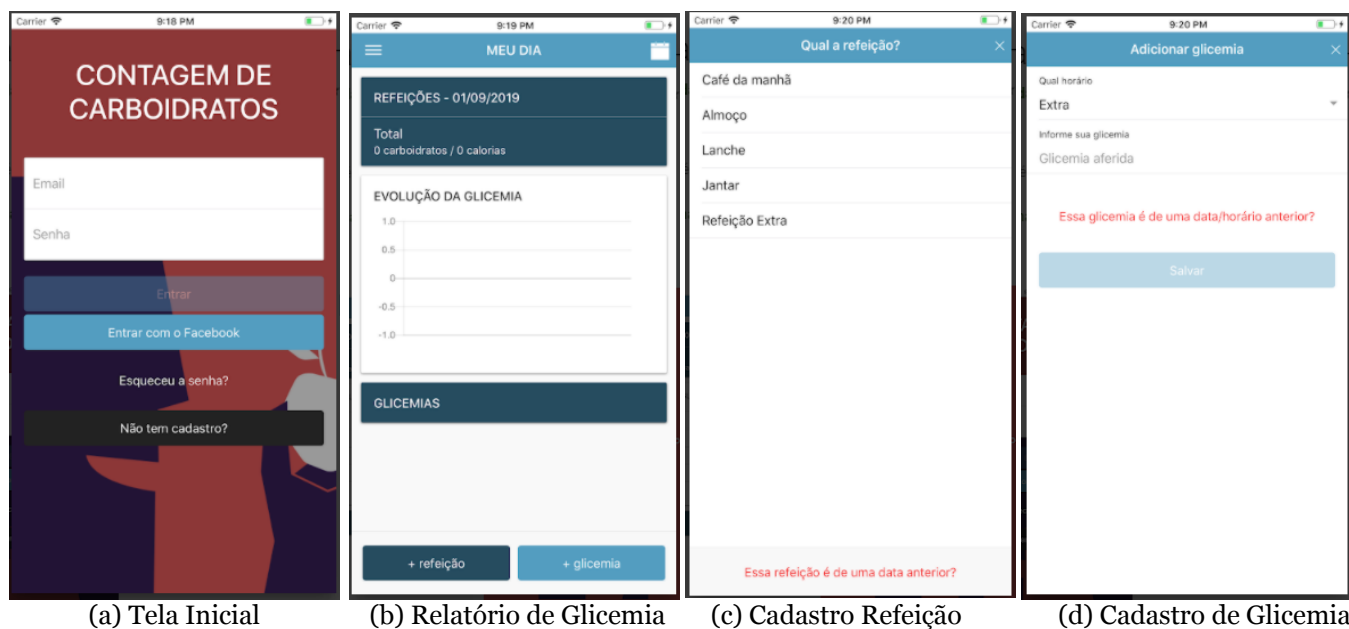 Carrier 9:18 PM
CONTAGEM DE
CARBOIDRATOS
Email
Senha
Entrar
Entrar com o Facebook
Esqueceu a senha?
Não tem cadastro?
(a) Tela Inicial
Carrier 9:19 PM
MEU DIA
REFEIÇÕES - 01/09/2019
Total
0 carboidratos / 0 calorias
EVOLUÇÃO DA GLICEMIA
1.0
0.5
0
-0.5
-1.0
GLICEMIAS
+ refeição + glicemia
(b) Relatório de Glicemia
Carrier 9:20 PM
Qual a refeição?
Café da manhã
Almoço
Lanche
Jantar
Refeição Extra
Essa refeição é de uma data anterior?
(c) Cadastro Refeição
Carrier 9:20 PM
Adicionar glicemia
Qual horário
Extra
Informe sua glicemia
Glicemia aferida
Essa glicemia é de uma data/horário anterior?
Salvar
(d) Cadastro de Glicemia